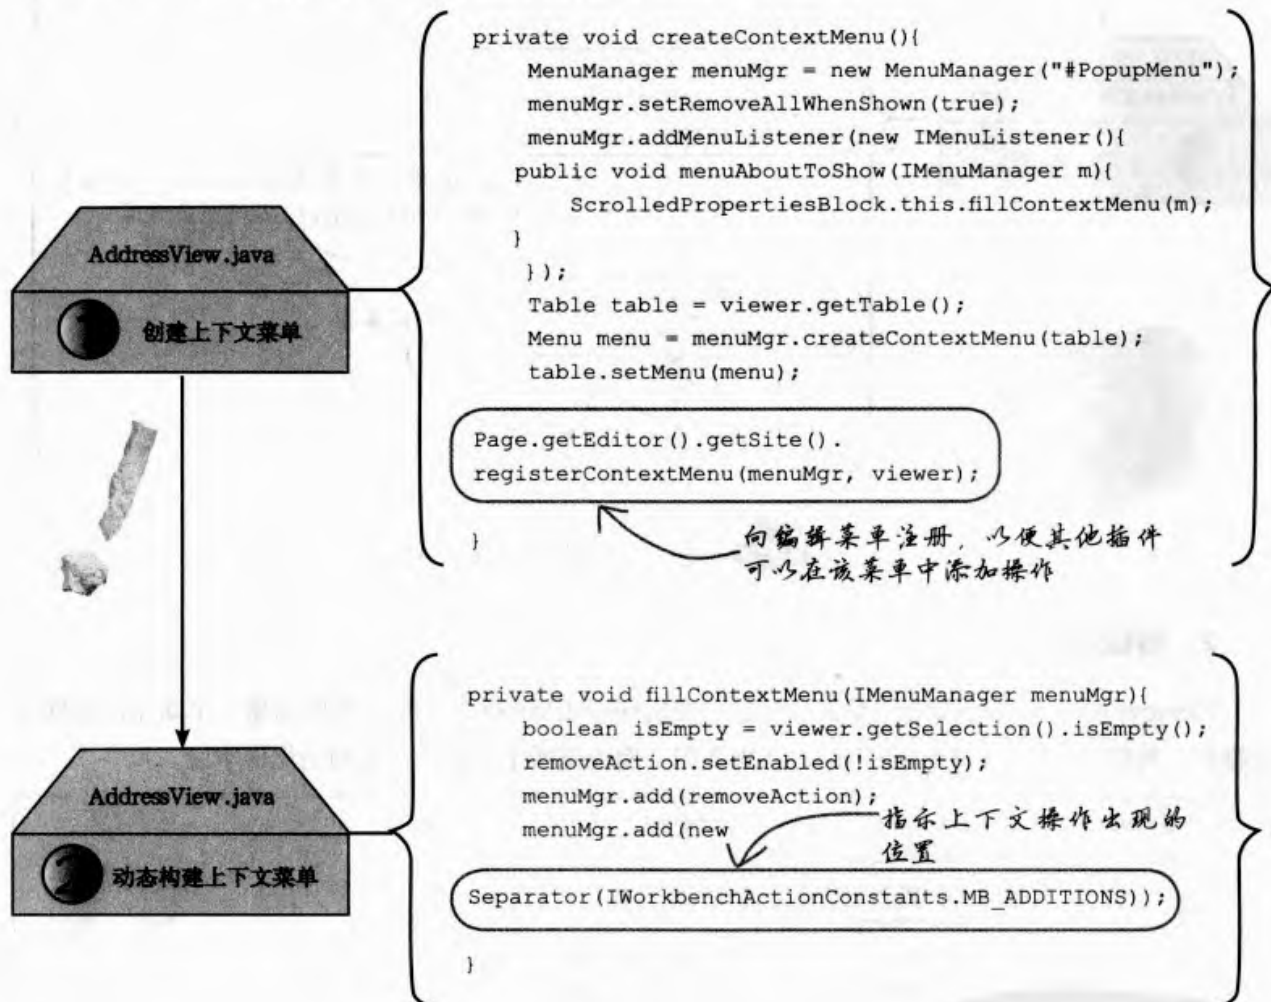 private void createContextMenu(){
MenuManager menuMgr = new MenuManager("#PopupMenu");
menuMgr.setRemoveAllWhenShown(true);
menuMgr.addMenuListener(new IMenuListener(){
public void menuAboutToShow(IMenuManager m){
ScrolledPropertiesBlock.this.fillContextMenu(m);
}
});
Table table = viewer.getTable();
Menu menu = menuMgr.createContextMenu(table);
table.setMenu(menu);
Page.getEditor().getSite().
registerContextMenu(menuMgr, viewer);
}
向编辑菜单注册，以便其他插件
可以在该菜单中添加操作
AddressView.java
1 创建上下文菜单
private void fillContextMenu(IMenuManager menuMgr){
boolean isEmpty = viewer.getSelection().isEmpty();
removeAction.setEnabled(!isEmpty);
menuMgr.add(removeAction);
menuMgr.add(new
指示上下文操作出现的
位置
Separator(IWorkbenchActionConstants.MB_ADDITIONS));
}
AddressView.java
2 动态构建上下文菜单